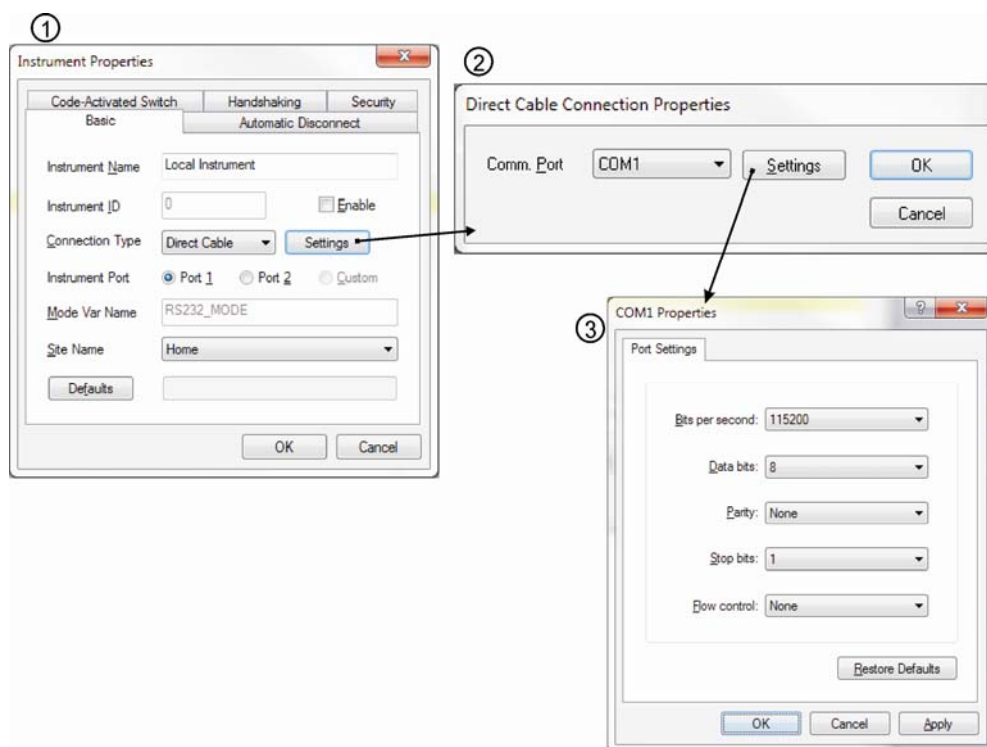 ①
Instrument Properties
Code-Activated Switch Handshaking Security
Basic Automatic Disconnect
Instrument Name Local Instrument
Instrument ID 0 Enable
Connection Type Direct Cable Settings
Instrument Port Port 1 Port 2 Custom
Mode Var Name RS232_MODE
Site Name Home
Defaults
OK Cancel
②
Direct Cable Connection Properties
Comm. Port COM1 Settings OK
Cancel
③
COM1 Properties
Port Settings
Bits per second: 115200
Data bits: 8
Parity: None
Stop bits: 1
Flow control: None
Restore Defaults
OK Cancel Apply